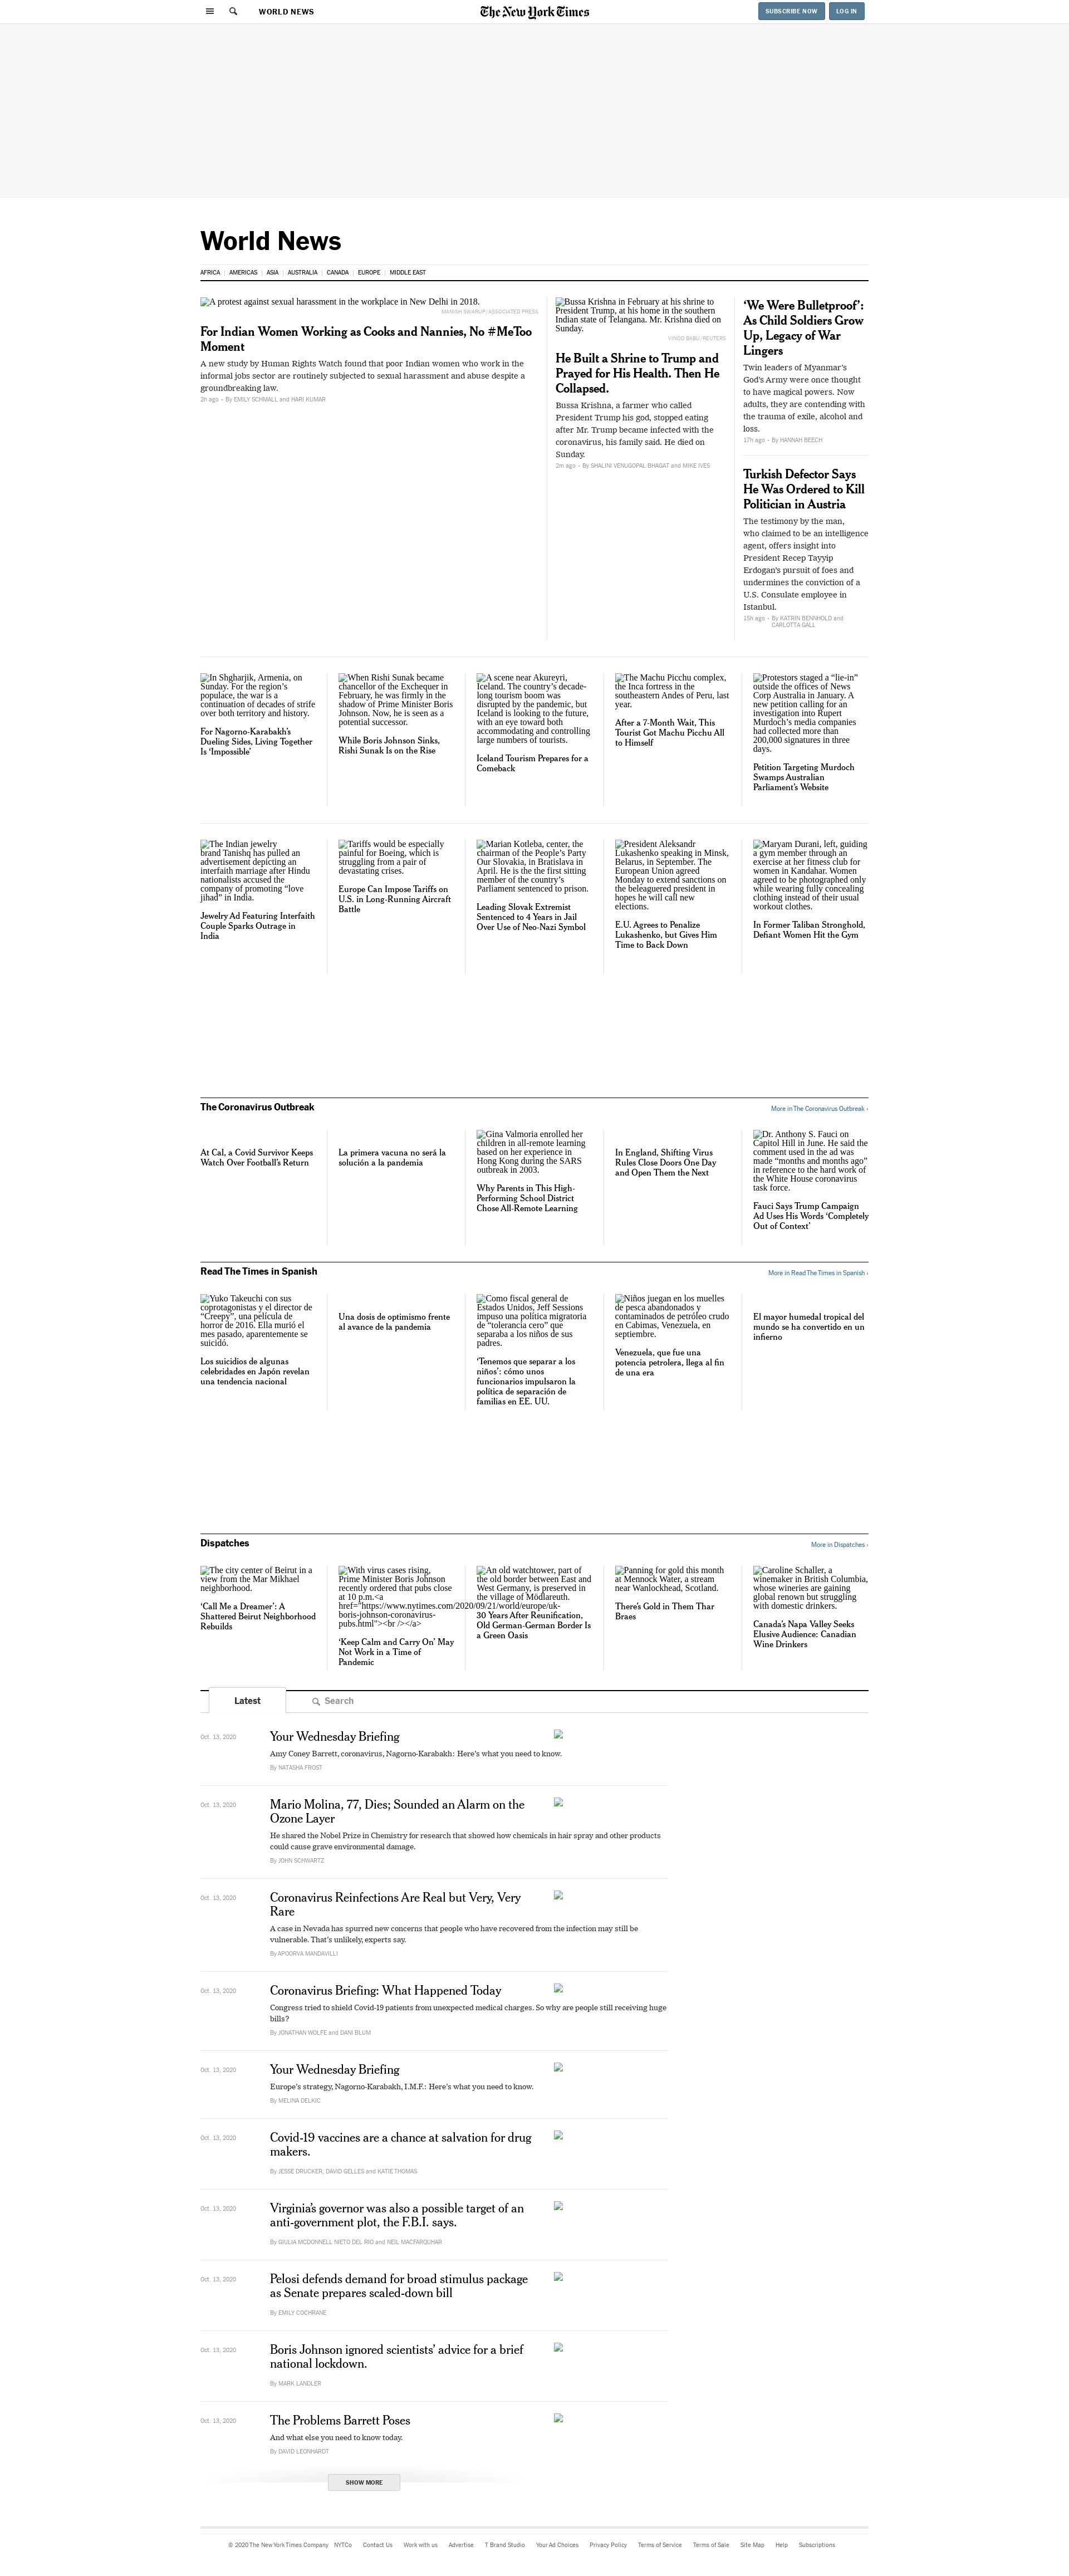 WORLD NEWS
The New York Times
SUBSCRIBE NOW
LOG IN
World News
AFRICA
AMERICAS
ASIA
AUSTRALIA
CANADA
EUROPE
MIDDLE EAST
A protest against sexual harassment in the workplace in New Delhi in 2018.
MANISH SWARUP/ASSOCIATED PRESS
For Indian Women Working as Cooks and Nannies, No #MeToo
Moment
A new study by Human Rights Watch found that poor Indian women who work in the
informal jobs sector are routinely subjected to sexual harassment and abuse despite a
groundbreaking law.
2h ago · By EMILY SCHMALL and HARI KUMAR
Bussa Krishna in February at his shrine to
President Trump, at his home in the southern
Indian state of Telangana. Mr. Krishna died on
Sunday.
VINOD BABU/REUTERS
He Built a Shrine to Trump and
Prayed for His Health. Then He
Collapsed.
Bussa Krishna, a farmer who called
President Trump his god, stopped eating
after Mr. Trump became infected with the
coronavirus, his family said. He died on
Sunday.
2m ago · By SHALINI VENUGOPAL BHAGAT and MIKE IVES
‘We Were Bulletproof’:
As Child Soldiers Grow
Up, Legacy of War
Lingers
Twin leaders of Myanmar’s
God’s Army were once thought
to have magical powers. Now
adults, they are contending with
the trauma of exile, alcohol and
loss.
17h ago · By HANNAH BEECH
Turkish Defector Says
He Was Ordered to Kill
Politician in Austria
The testimony by the man,
who claimed to be an intelligence
agent, offers insight into
President Recep Tayyip
Erdogan’s pursuit of foes and
undermines the conviction of a
U.S. Consulate employee in
Istanbul.
15h ago · By KATRIN BENNHOLD and
CARLOTTA GALL
In Shgharjik, Armenia, on
Sunday. For the region’s
populace, the war is a
continuation of decades of strife
over both territory and history.
For Nagorno-Karabakh’s
Dueling Sides, Living Together
Is ‘Impossible’
When Rishi Sunak became
chancellor of the Exchequer in
February, he was firmly in the
shadow of Prime Minister Boris
Johnson. Now, he is seen as a
potential successor.
While Boris Johnson Sinks,
Rishi Sunak Is on the Rise
A scene near Akureyri,
Iceland. The country’s decade-
long tourism boom was
disrupted by the pandemic, but
Iceland is looking to the future,
with an eye toward both
accommodating and controlling
large numbers of tourists.
Iceland Tourism Prepares for a
Comeback
The Machu Picchu complex,
the Inca fortress in the
southeastern Andes of Peru, last
year.
After a 7-Month Wait, This
Tourist Got Machu Picchu All
to Himself
Protestors staged a “lie-in”
outside the offices of News
Corp Australia in January. A
new petition calling for an
investigation into Rupert
Murdoch’s media companies
had collected more than
200,000 signatures in three
days.
Petition Targeting Murdoch
Swamps Australian
Parliament’s Website
The Indian jewelry
brand Tanishq has pulled an
advertisement depicting an
interfaith marriage after Hindu
nationalists accused the
company of promoting “love
jihad” in India.
Jewelry Ad Featuring Interfaith
Couple Sparks Outrage in
India
Tariffs would be especially
painful for Boeing, which is
struggling from a pair of
devastating crises.
Europe Can Impose Tariffs on
U.S. in Long-Running Aircraft
Battle
Marian Kotleba, center, the
chairman of the People’s Party
Our Slovakia, in Bratislava in
April. He is the the first sitting
member of the country’s
Parliament sentenced to prison.
Leading Slovak Extremist
Sentenced to 4 Years in Jail
Over Use of Neo-Nazi Symbol
President Aleksandr
Lukashenko speaking in Minsk,
Belarus, in September. The
European Union agreed
Monday to extend sanctions on
the beleaguered president in
hopes he will call new
elections.
E.U. Agrees to Penalize
Lukashenko, but Gives Him
Time to Back Down
Maryam Durani, left, guiding
a gym member through an
exercise at her fitness club for
women in Kandahar. Women
agreed to be photographed only
while wearing fully concealing
clothing instead of their usual
workout clothes.
In Former Taliban Stronghold,
Defiant Women Hit the Gym
The Coronavirus Outbreak
More in The Coronavirus Outbreak ›
At Cal, a Covid Survivor Keeps
Watch Over Football’s Return
La primera vacuna no será la
solución a la pandemia
Gina Valmoria enrolled her
children in all-remote learning
based on her experience in
Hong Kong during the SARS
outbreak in 2003.
Why Parents in This High-
Performing School District
Chose All-Remote Learning
In England, Shifting Virus
Rules Close Doors One Day
and Open Them the Next
Dr. Anthony S. Fauci on
Capitol Hill in June. He said the
comment used in the ad was
made “months and months ago”
in reference to the hard work of
the White House coronavirus
task force.
Fauci Says Trump Campaign
Ad Uses His Words ‘Completely
Out of Context’
Read The Times in Spanish
More in Read The Times in Spanish ›
Yuko Takeuchi con sus
coprotagonistas y el director de
“Creepy”, una película de
horror de 2016. Ella murió el
mes pasado, aparentemente se
suicidó.
Los suicidios de algunas
celebridades en Japón revelan
una tendencia nacional
Una dosis de optimismo frente
al avance de la pandemia
Como fiscal general de
Estados Unidos, Jeff Sessions
impuso una política migratoria
de “tolerancia cero” que
separaba a los niños de sus
padres.
‘Tenemos que separar a los
niños’: cómo unos
funcionarios impulsaron la
política de separación de
familias en EE. UU.
Niños juegan en los muelles
de pesca abandonados y
contaminados de petróleo crudo
en Cabimas, Venezuela, en
septiembre.
Venezuela, que fue una
potencia petrolera, llega al fin
de una era
El mayor humedal tropical del
mundo se ha convertido en un
infierno
Dispatches
More in Dispatches ›
The city center of Beirut in a
view from the Mar Mikhael
neighborhood.
‘Call Me a Dreamer’: A
Shattered Beirut Neighborhood
Rebuilds
With virus cases rising,
Prime Minister Boris Johnson
recently ordered that pubs close
at 10 p.m.<a
href="https://www.nytimes.com/2020/09/21/world/europe/uk-
boris-johnson-coronavirus-
pubs.html"><br /></a>
‘Keep Calm and Carry On’ May
Not Work in a Time of
Pandemic
An old watchtower, part of
the old border between East and
West Germany, is preserved in
the village of Mödlareuth.
30 Years After Reunification,
Old German-German Border Is
a Green Oasis
Panning for gold this month
at Mennock Water, a stream
near Wanlockhead, Scotland.
There’s Gold in Them Thar
Braes
Caroline Schaller, a
winemaker in British Columbia,
whose wineries are gaining
global renown but struggling
with domestic drinkers.
Canada’s Napa Valley Seeks
Elusive Audience: Canadian
Wine Drinkers
Latest
Search
Oct. 13, 2020
Your Wednesday Briefing
Amy Coney Barrett, coronavirus, Nagorno-Karabakh: Here’s what you need to know.
By NATASHA FROST
Oct. 13, 2020
Mario Molina, 77, Dies; Sounded an Alarm on the
Ozone Layer
He shared the Nobel Prize in Chemistry for research that showed how chemicals in hair spray and other products
could cause grave environmental damage.
By JOHN SCHWARTZ
Oct. 13, 2020
Coronavirus Reinfections Are Real but Very, Very
Rare
A case in Nevada has spurred new concerns that people who have recovered from the infection may still be
vulnerable. That’s unlikely, experts say.
By APOORVA MANDAVILLI
Oct. 13, 2020
Coronavirus Briefing: What Happened Today
Congress tried to shield Covid-19 patients from unexpected medical charges. So why are people still receiving huge
bills?
By JONATHAN WOLFE and DANI BLUM
Oct. 13, 2020
Your Wednesday Briefing
Europe’s strategy, Nagorno-Karabakh, I.M.F.: Here’s what you need to know.
By MELINA DELKIC
Oct. 13, 2020
Covid-19 vaccines are a chance at salvation for drug
makers.
By JESSE DRUCKER, DAVID GELLES and KATIE THOMAS
Oct. 13, 2020
Virginia’s governor was also a possible target of an
anti-government plot, the F.B.I. says.
By GIULIA MCDONNELL NIETO DEL RIO and NEIL MACFARQUHAR
Oct. 13, 2020
Pelosi defends demand for broad stimulus package
as Senate prepares scaled-down bill
By EMILY COCHRANE
Oct. 13, 2020
Boris Johnson ignored scientists’ advice for a brief
national lockdown.
By MARK LANDLER
Oct. 13, 2020
The Problems Barrett Poses
And what else you need to know today.
By DAVID LEONHARDT
SHOW MORE
© 2020 The New York Times Company
NYTCo
Contact Us
Work with us
Advertise
T Brand Studio
Your Ad Choices
Privacy Policy
Terms of Service
Terms of Sale
Site Map
Help
Subscriptions